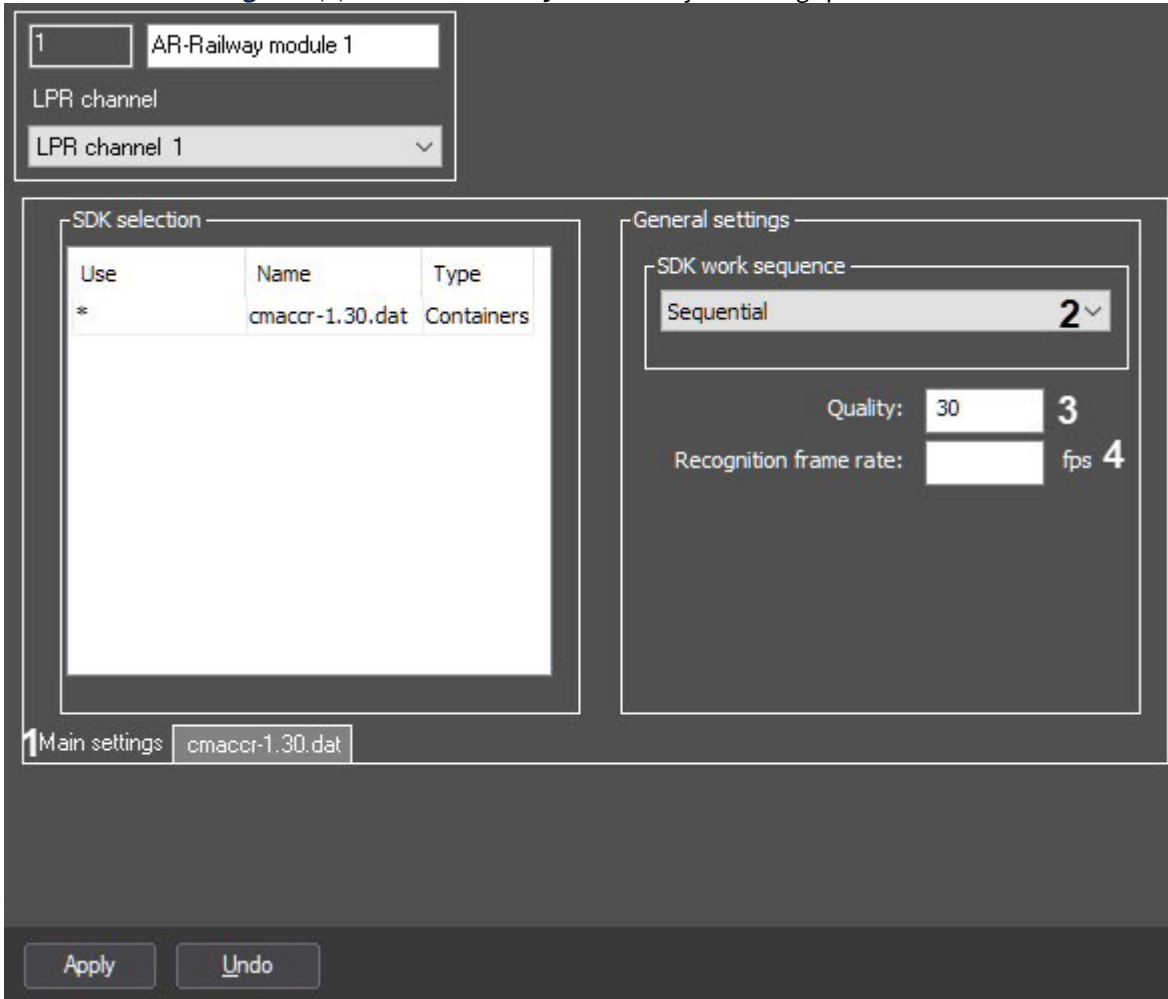 1 AR-Railway module 1
LPR channel
LPR channel 1
SDK selection
Use Name Type
* cmaccr-1.30.dat Containers
General settings
SDK work sequence
Sequential 2
Quality: 30 3
Recognition frame rate: fps 4
1 Main settings cmaccr-1.30.dat
Apply Undo